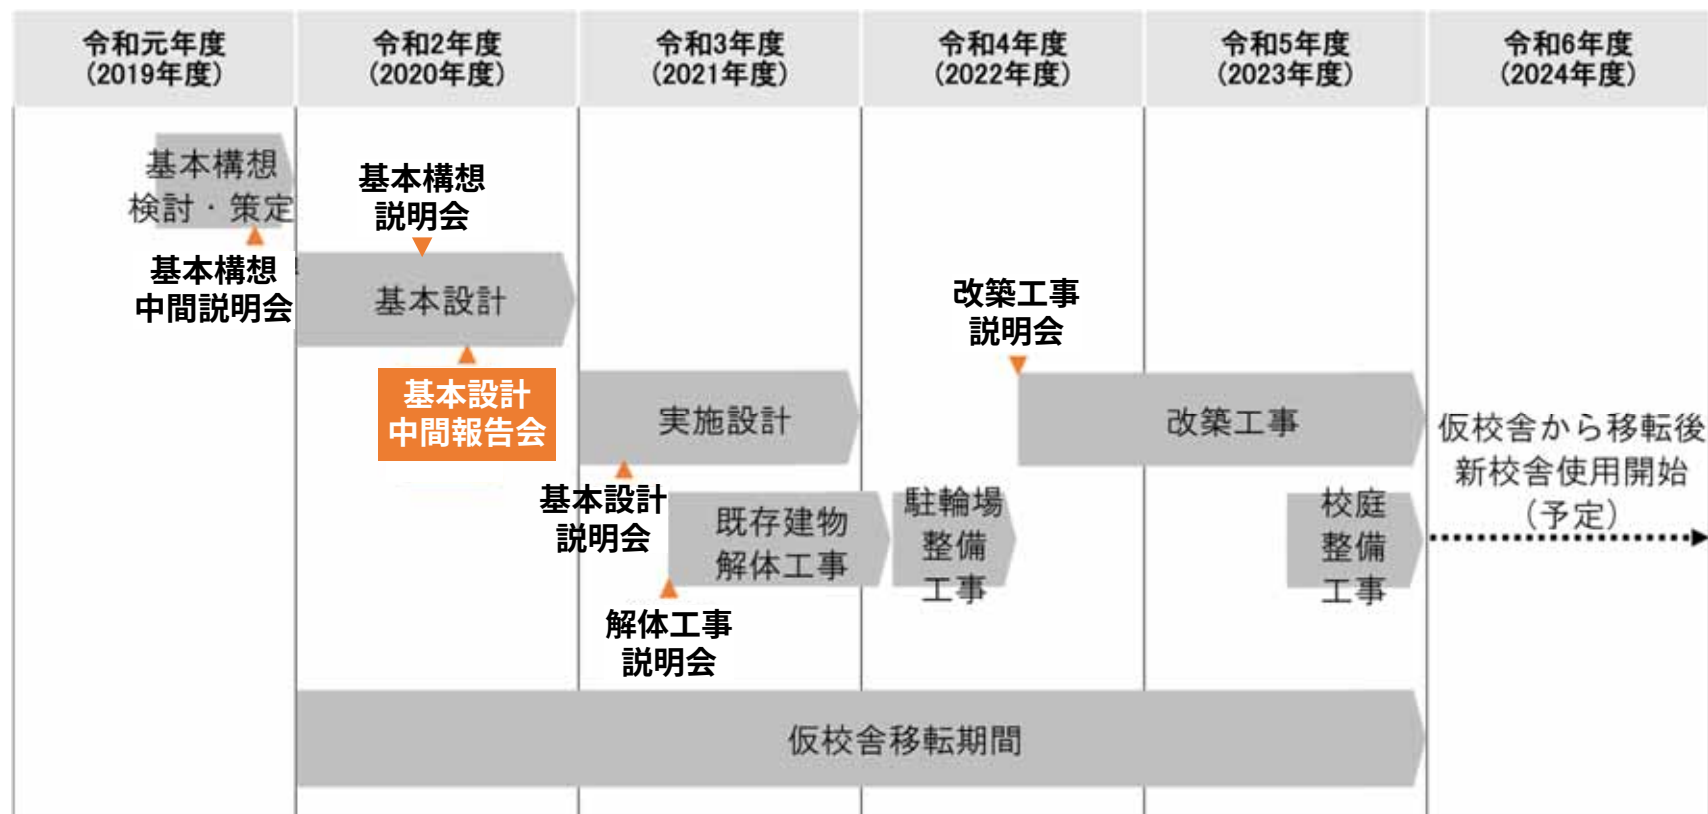 令和元年度
(2019年度)
令和2年度
(2020年度)
令和3年度
(2021年度)
令和4年度
(2022年度)
令和5年度
(2023年度)
令和6年度
(2024年度)
基本構想
検討・策定
基本構想
中間説明会
基本構想
説明会
基本設計
基本設計
中間報告会
実施設計
基本設計
説明会
既存建物
解体工事
解体工事
説明会
駐輪場
整備
工事
改築工事
説明会
改築工事
校庭
整備
工事
仮校舎から移転後
新校舎使用開始
(予定)
仮校舎移転期間